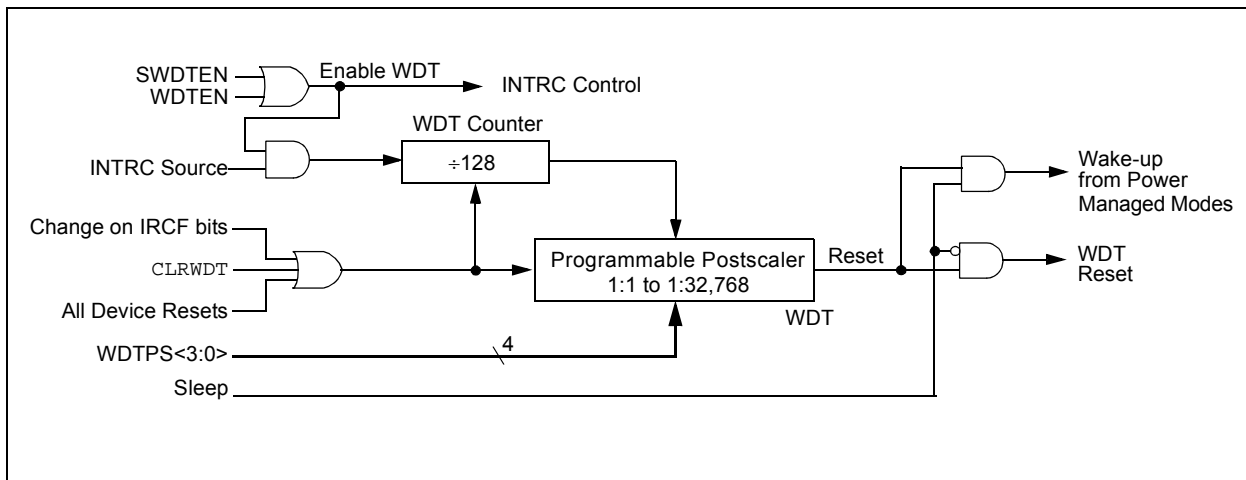 SWDTEN
WDTEN
Enable WDT
INTRC Control
WDT Counter
INTRC Source
÷128
Wake-up
from Power
Managed Modes
Change on IRCF bits
CLRWDT
All Device Resets
Programmable Postscaler
1:1 to 1:32,768
Reset
WDT
WDT
Reset
WDTPS<3:0>
4
Sleep